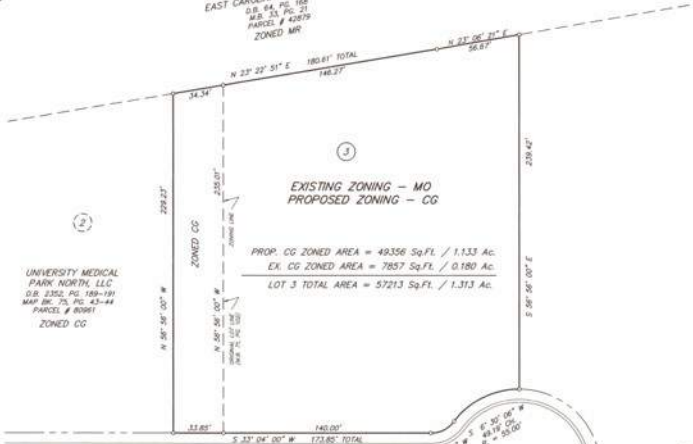 D.B. 64, PG. 168
M.B. 33, PG. 21
PARCEL # 42879
ZONED MR
N 23° 22' 51" E 180.61' TOTAL
N 23° 06' 21" E
34.34'
146.27'
56.67'
3
EXISTING ZONING - MO
PROPOSED ZONING - CG
239.42'
S 56° 56' 00" E
229.23'
N 56° 56' 00" W
ZONED CG
235.01'
N 56° 56' 00" W
ZONING LINE
ORIGINAL LOT LINE
PROP. CG ZONED AREA = 49356 Sq.Ft. / 1.133 Ac.
EX. CG ZONED AREA = 7857 Sq.Ft. / 0.180 Ac.
LOT 3 TOTAL AREA = 57213 Sq.Ft. / 1.313 Ac.
2
UNIVERSITY MEDICAL
PARK NORTH, LLC
D.B. 2352, PG. 189-191
MAP BK. 75, PG. 43-44
PARCEL # 80961
ZONED CG
33.85'
140.00'
S 33° 04' 00" W 173.85' TOTAL
S 6° 30' 06" W
49.19' CH.
= 55.00'